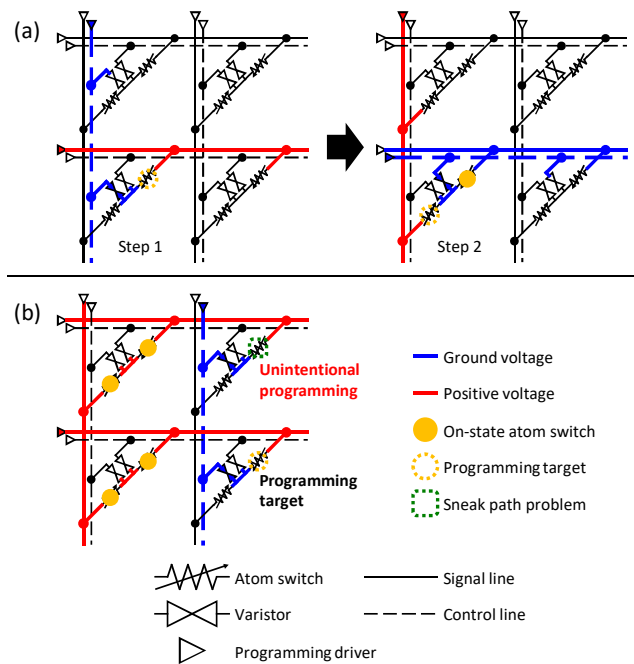 (a)
Step 1
Step 2
(b)
Unintentional
programming
Programming
target
Ground voltage
Positive voltage
On-state atom switch
Programming target
Sneak path problem
Atom switch
Signal line
Varistor
Control line
Programming driver